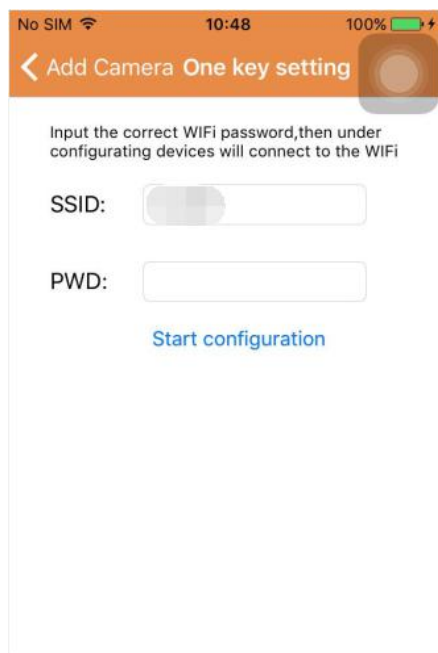 No SIM 10:48 100%
Add Camera One key setting
Input the correct WIFi password,then under
configurating devices will connect to the WIFi
SSID:
PWD:
Start configuration